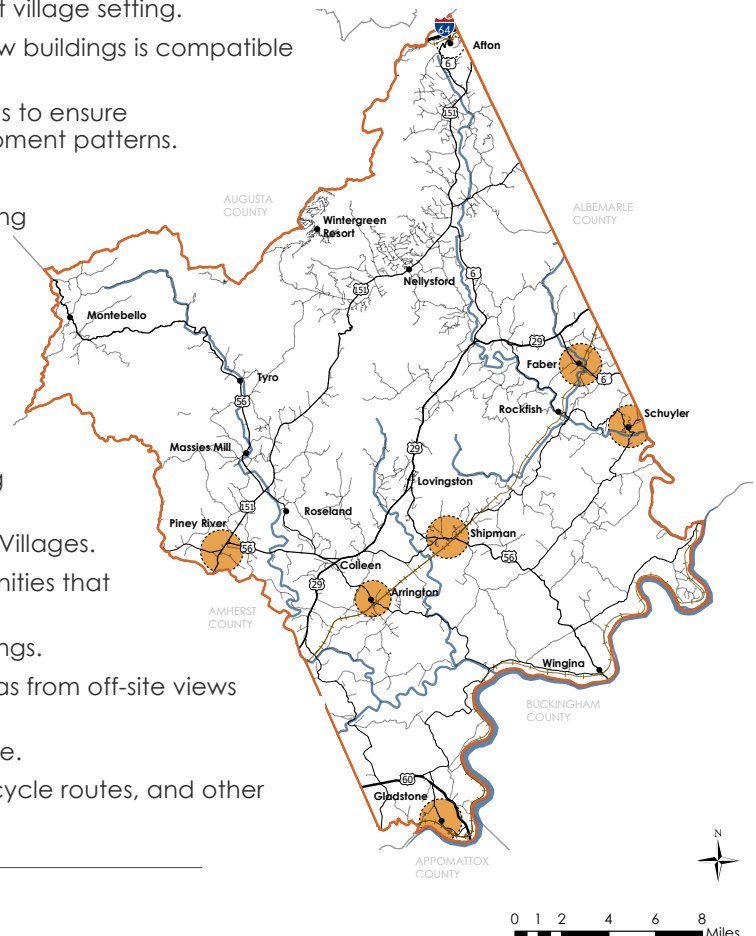 t village setting.
w buildings is compatible
s to ensure
oment patterns.
ng
g
Villages.
nities that
ngs.
as from off-site views
e.
cycle routes, and other
64
Afton
6
151
AUGUSTA
COUNTY
ALBEMARLE
COUNTY
Wintergreen
Resort
Nellysford
6
151
Montebello
29
Faber
6
Tyro
56
Rockfish
Schuyler
Massies Mill
29
Lovingston
151
Roseland
Piney River
56
Shipman
56
Colleen
29
Arrington
AMHERST
COUNTY
Wingina
BUCKINGHAM
COUNTY
60
Gladstone
APPOMATTOX
COUNTY
N
0 1 2 4 6 8
Miles